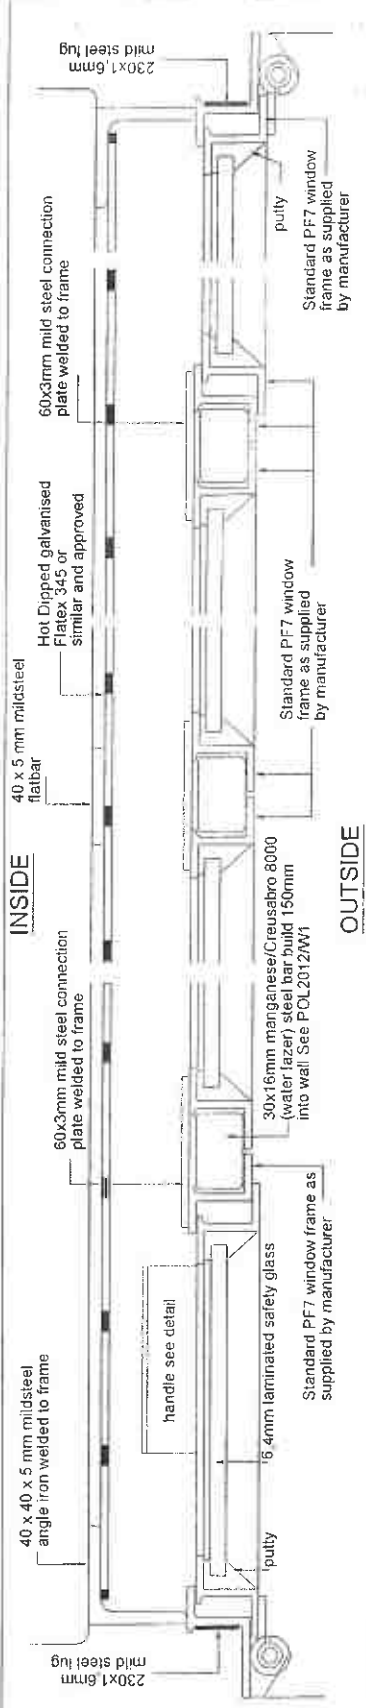 INSIDE
40 x 40 x 5 mm mildsteel
angle iron welded to frame
60x3mm mild steel connection
plate welded to frame
40 x 5 mm mildsteel
flatbar
Hot Dipped galvanised
Flatex 345 or
similar and approved
60x3mm mild steel connection
plate welded to frame
230x1,6mm
mild steel lug
230x1,6mm
mild steel lug
handle see detail
putty
6,4mm laminated safety glass
Standard PF7 window frame as
supplied by manufacturer
30x16mm manganese/Creusabro 8000
(water lazer) steel bar build 150mm
into wall See POL2012/W1
Standard PF7 window
frame as supplied
by manufacturer
putty
Standard PF7 window
frame as supplied
by manufacturer
OUTSIDE